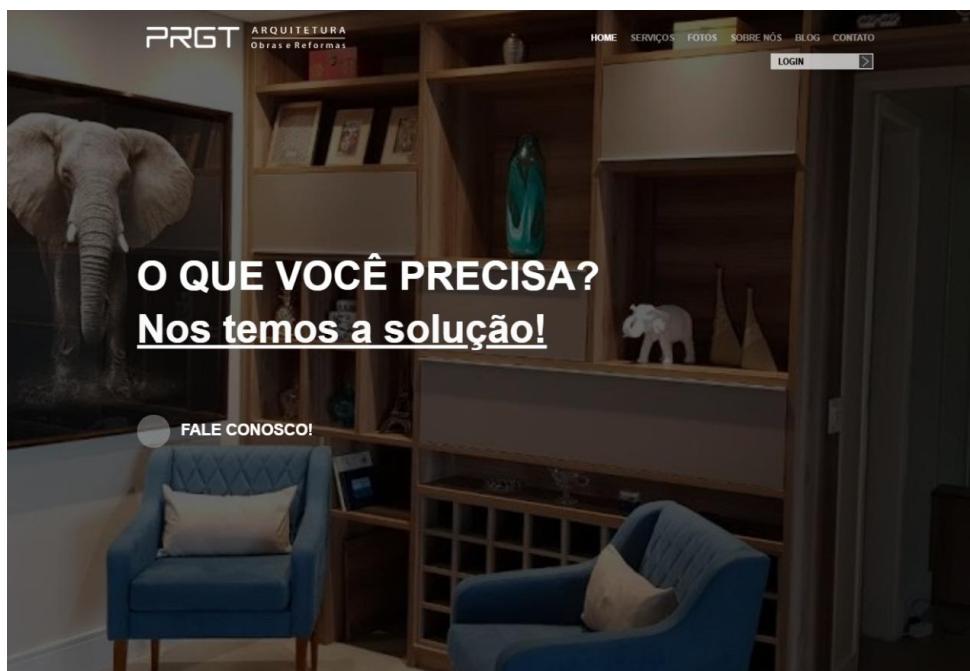 PRGT ARQUITETURA
Obras e Reformas
HOME SERVIÇOS FOTOS SOBRE NÓS BLOG CONTATO
LOGIN
O QUE VOCÊ PRECISA?
Nos temos a solução!
FALE CONOSCO!